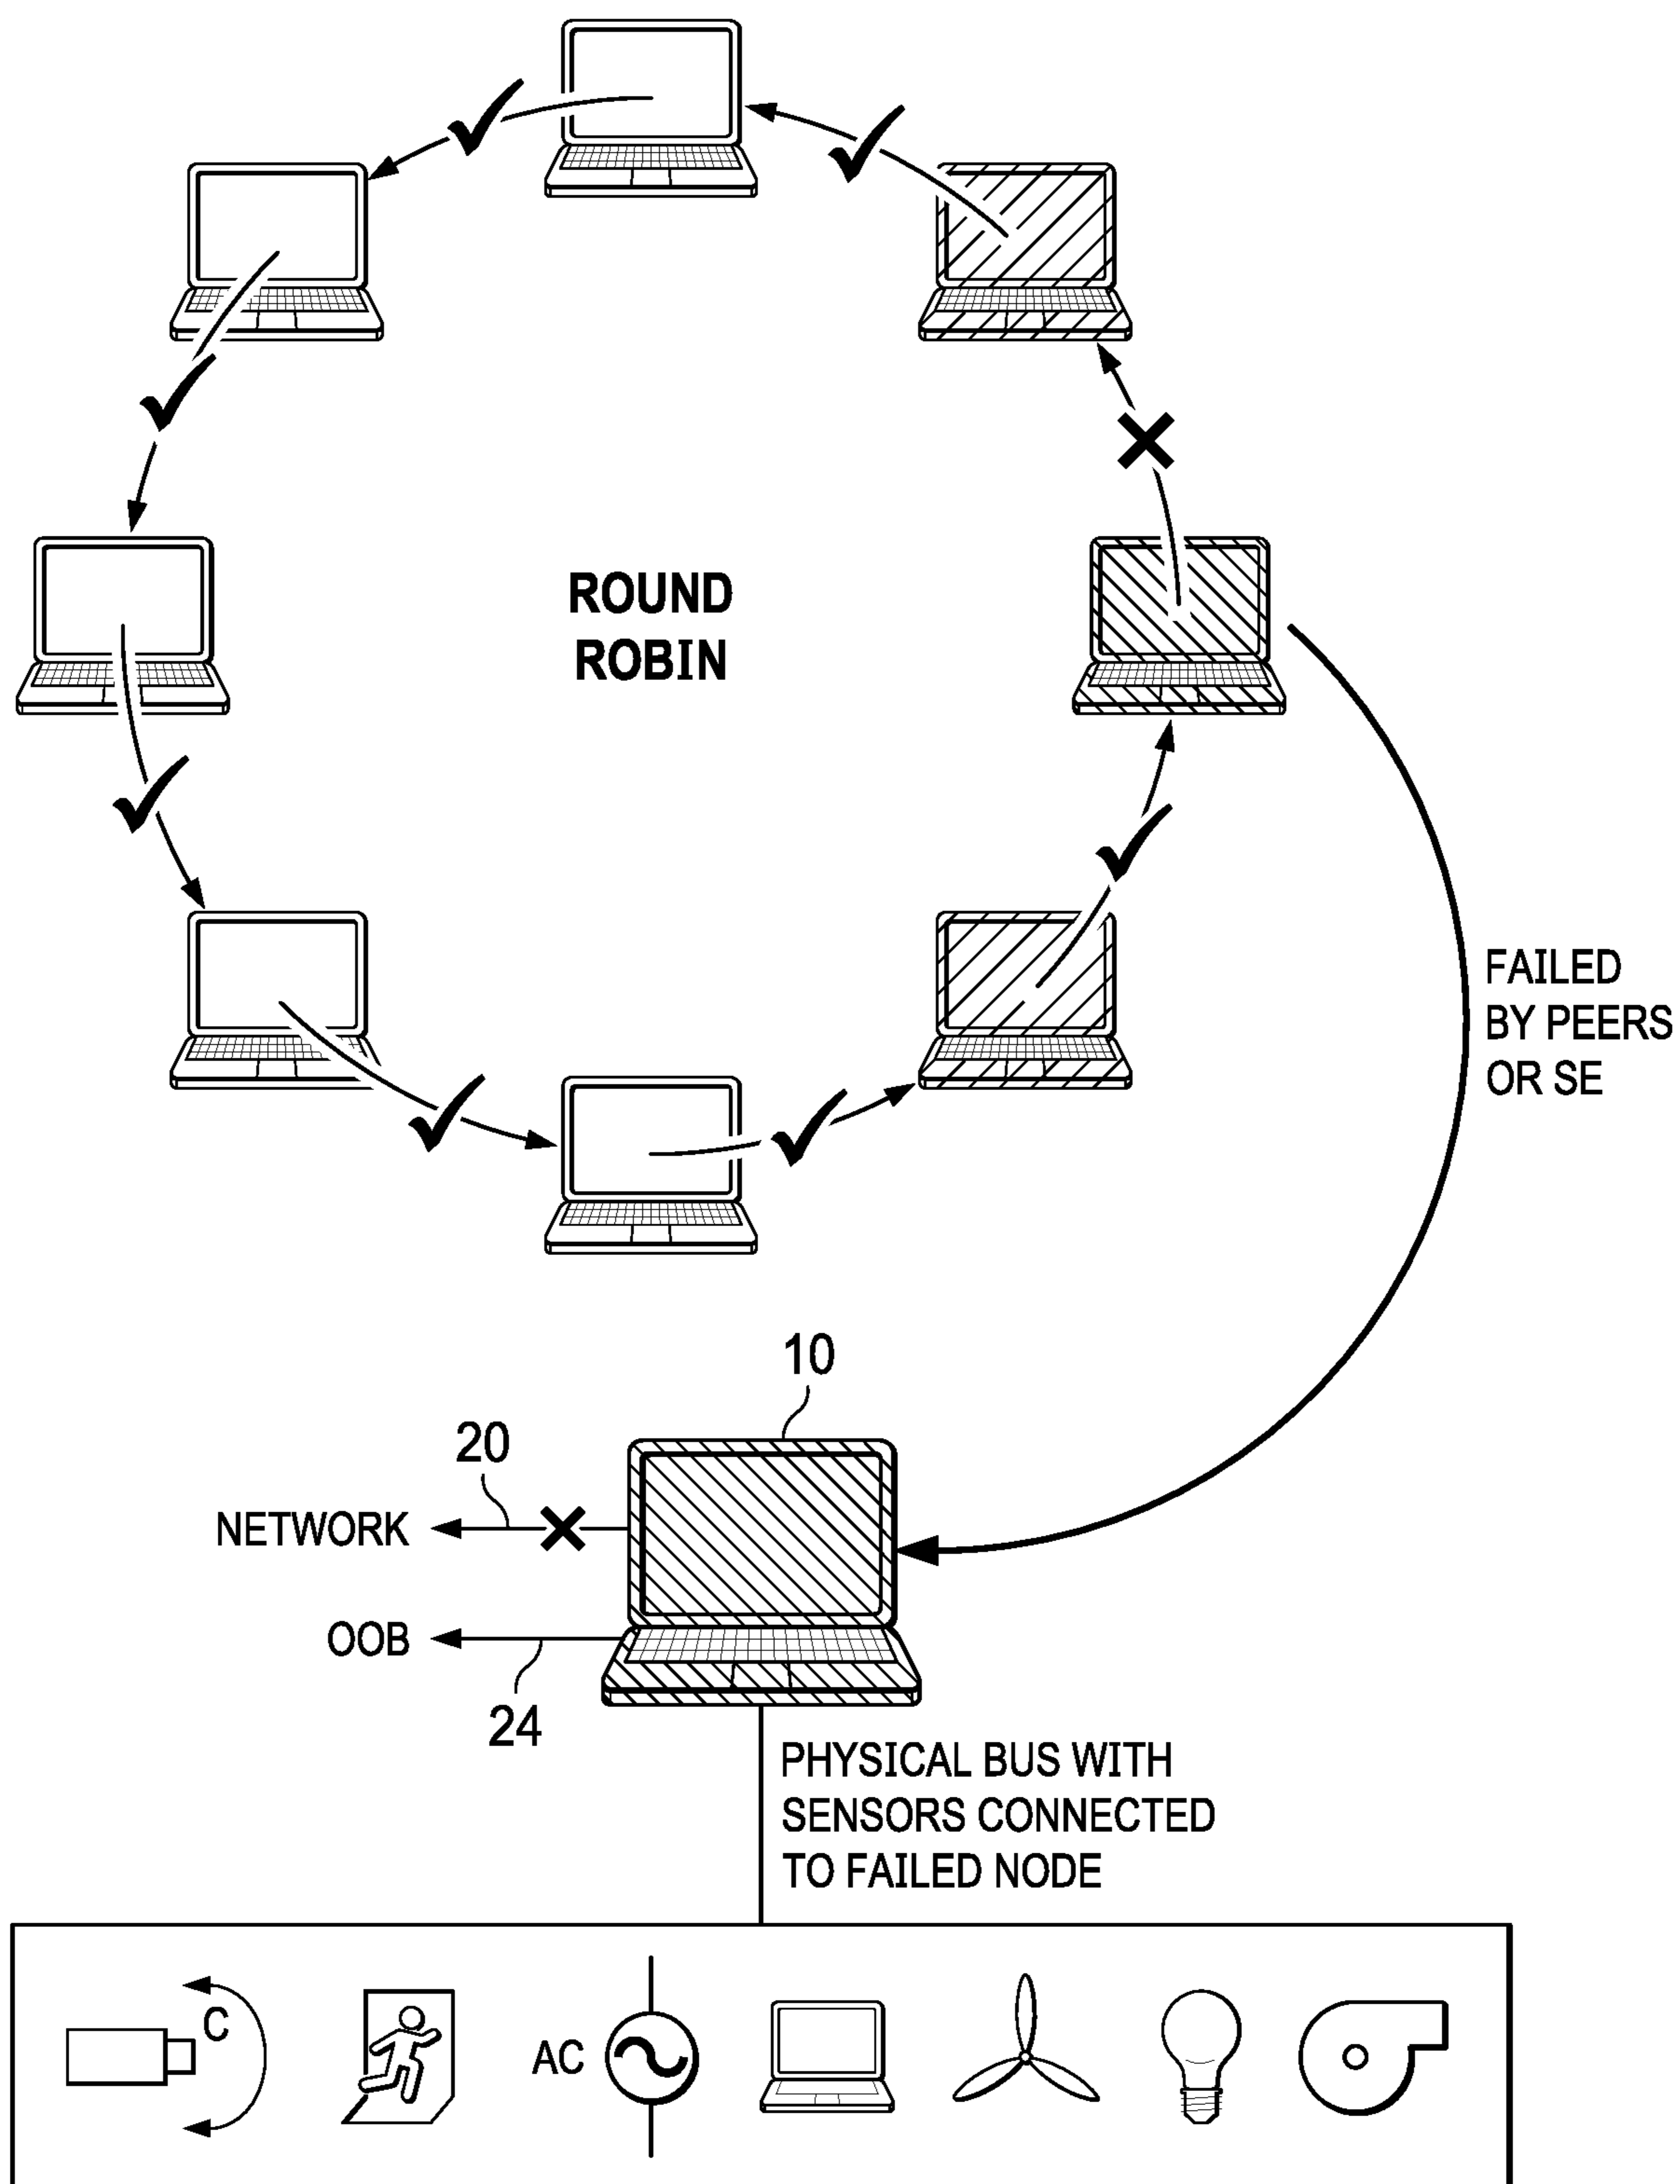 ROUND
ROBIN
FAILED
BY PEERS
OR SE
10
20
NETWORK
OOB
24
PHYSICAL BUS WITH
SENSORS CONNECTED
TO FAILED NODE
C
AC